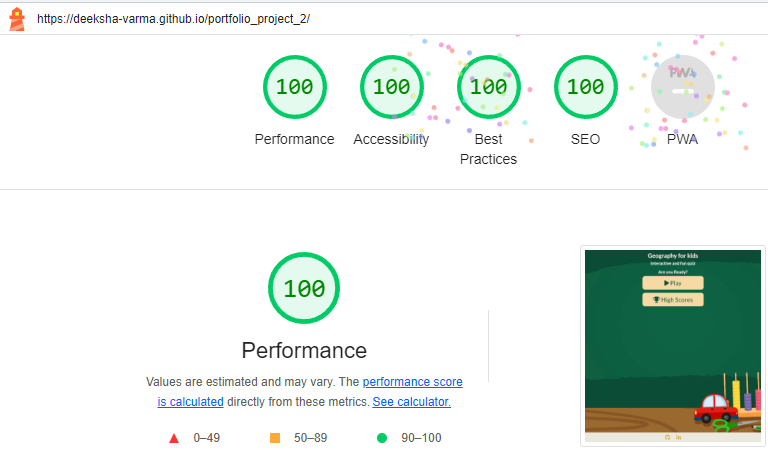 https://deeksha-varma.github.io/portfolio_project_2/
100 100 100 100 PWA
Performance Accessibility Best Practices SEO PWA
100
Performance
Values are estimated and may vary. The performance score
is calculated directly from these metrics. See calculator.
0–49 50–89 90–100
Geography for kids
Interactive and fun quiz
Are you Ready?
Play
High Scores